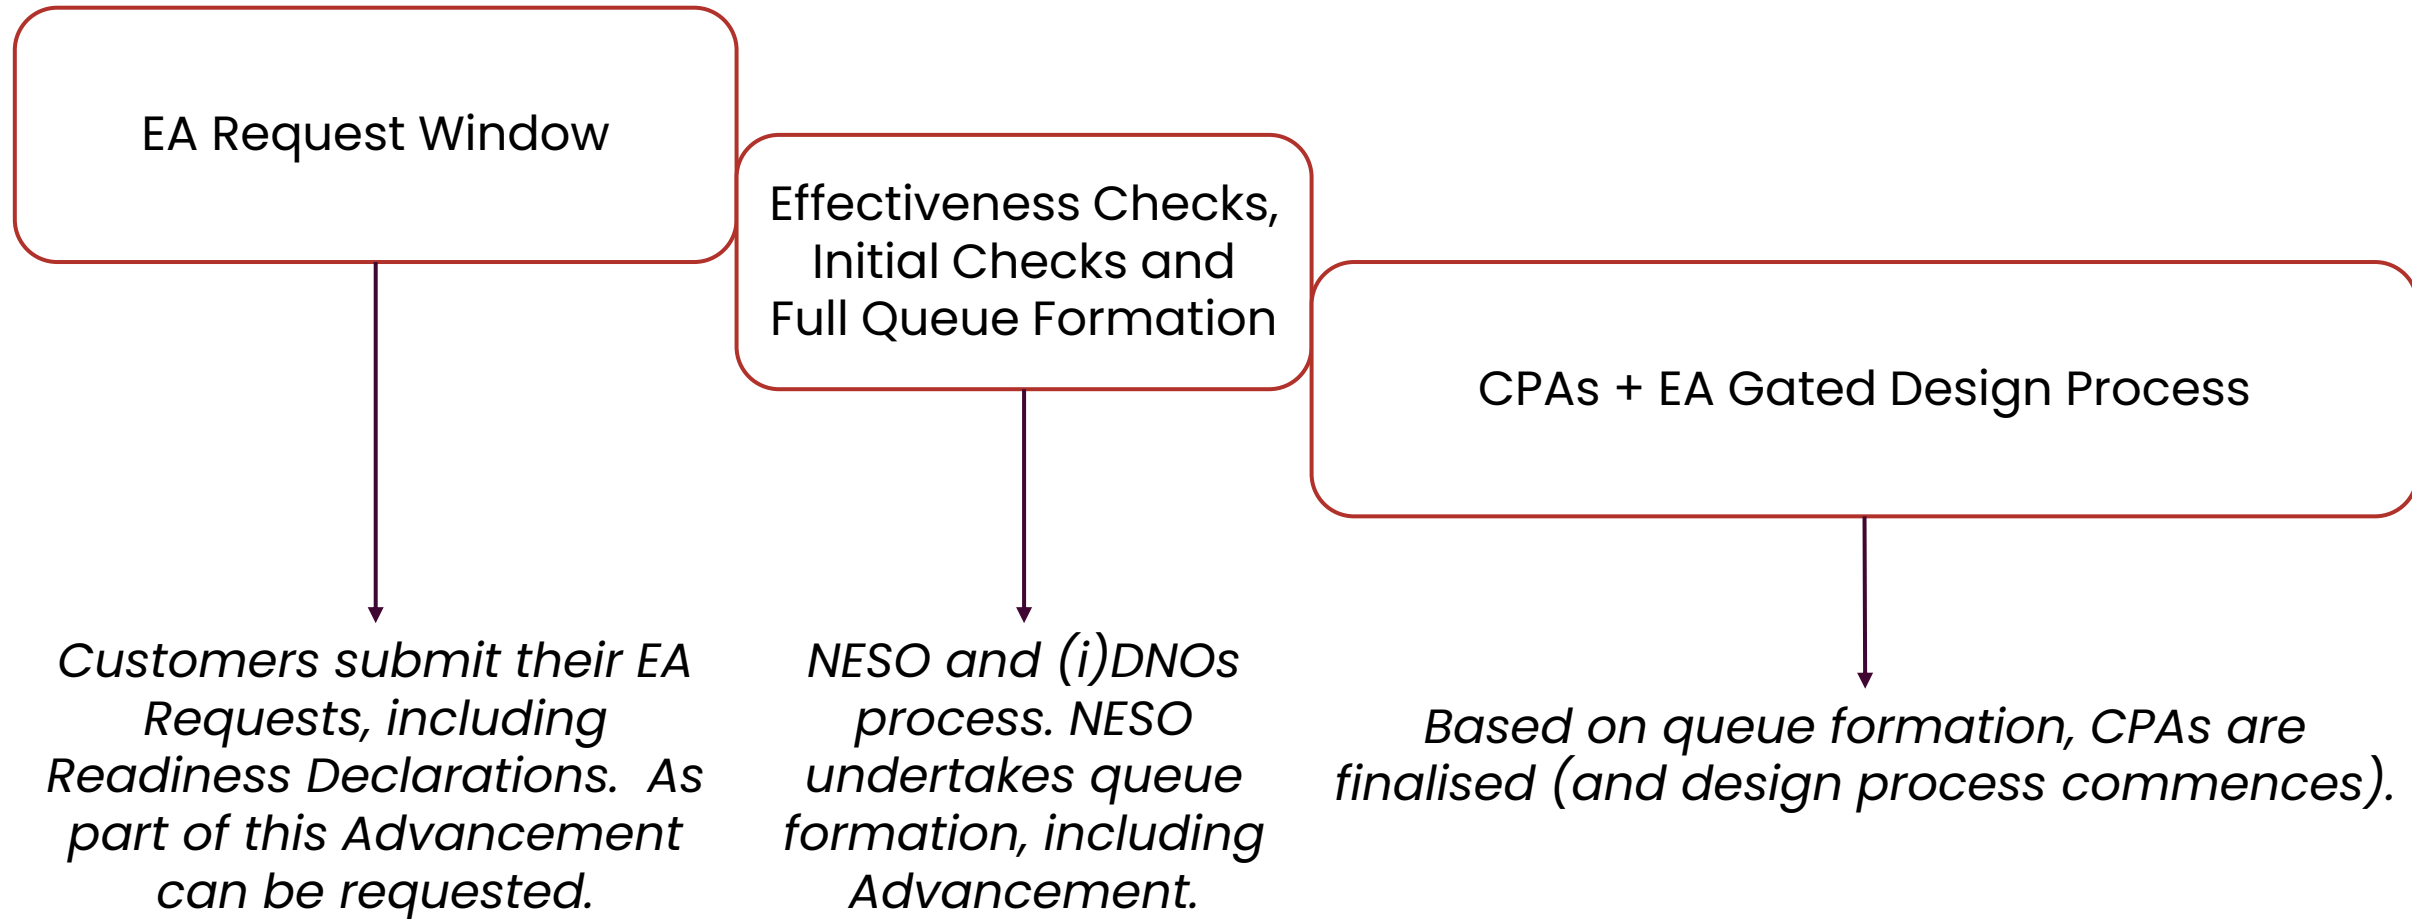 EA Request Window
Effectiveness Checks,
Initial Checks and
Full Queue Formation
CPAs + EA Gated Design Process
Customers submit their EA
Requests, including
Readiness Declarations.  As
part of this Advancement
can be requested.
NESO and (i)DNOs
process. NESO
undertakes queue
formation, including
Advancement.
Based on queue formation, CPAs are
finalised (and design process commences).